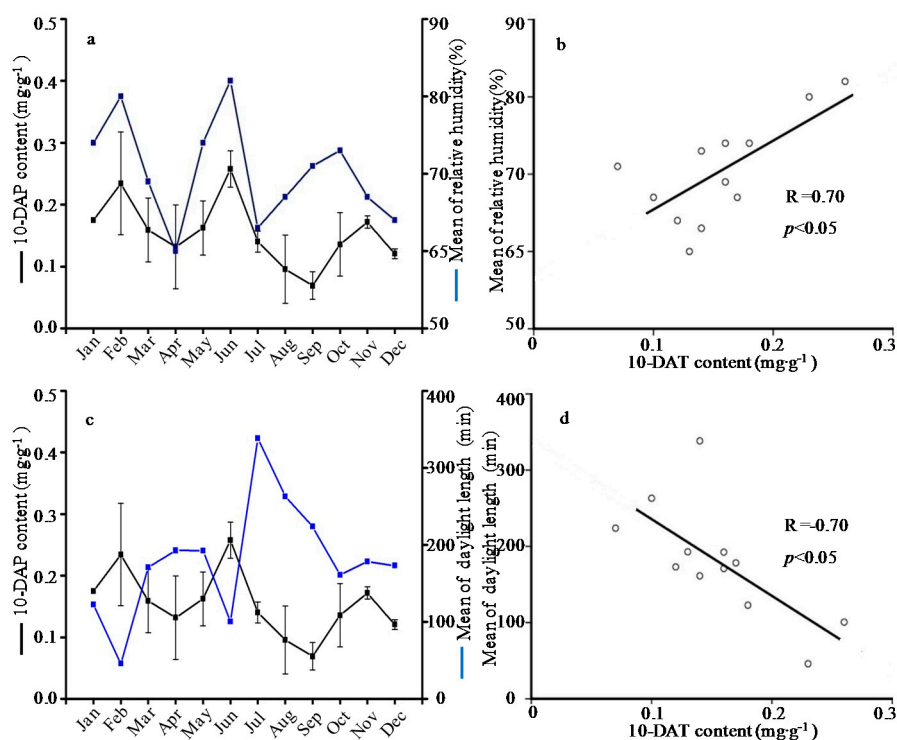 a
10-DAP content (mg·g⁻¹)
0.5
0.4
0.3
0.2
0.1
0.0
Jan Feb Mar Apr May Jun Jul Aug Sep Oct Nov Dec
90
80
70
65
50
Mean of relative humidity(%)
b
Mean of relative humidity(%)
90
80
70
65
50
R=0.70
p<0.05
0 0.1 0.2 0.3
10-DAT content (mg·g⁻¹)
c
10-DAP content (mg·g⁻¹)
0.5
0.4
0.3
0.2
0.1
0.0
Jan Feb Mar Apr May Jun Jul Aug Sep Oct Nov Dec
400
300
200
100
0
Mean of daylight length (min)
d
Mean of daylight length (min)
400
300
200
100
0
R=-0.70
p<0.05
0 0.1 0.2 0.3
10-DAT content (mg·g⁻¹)